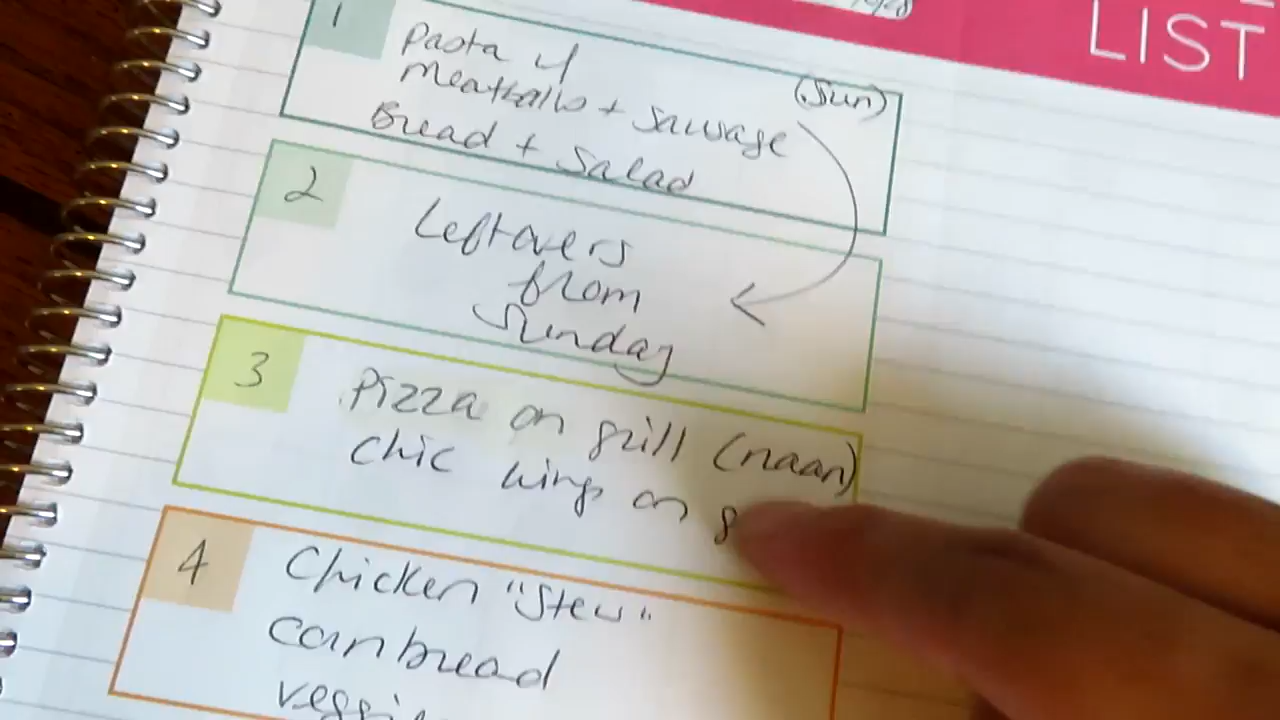 LIST
1
Pasta w/
meatballs + sausage
(Sun)
Bread + Salad
2
Leftovers
from
Sunday
3
Pizza on grill (naan)
Chic wings on g
4
Chicken "Stew"
cornbread
veggi